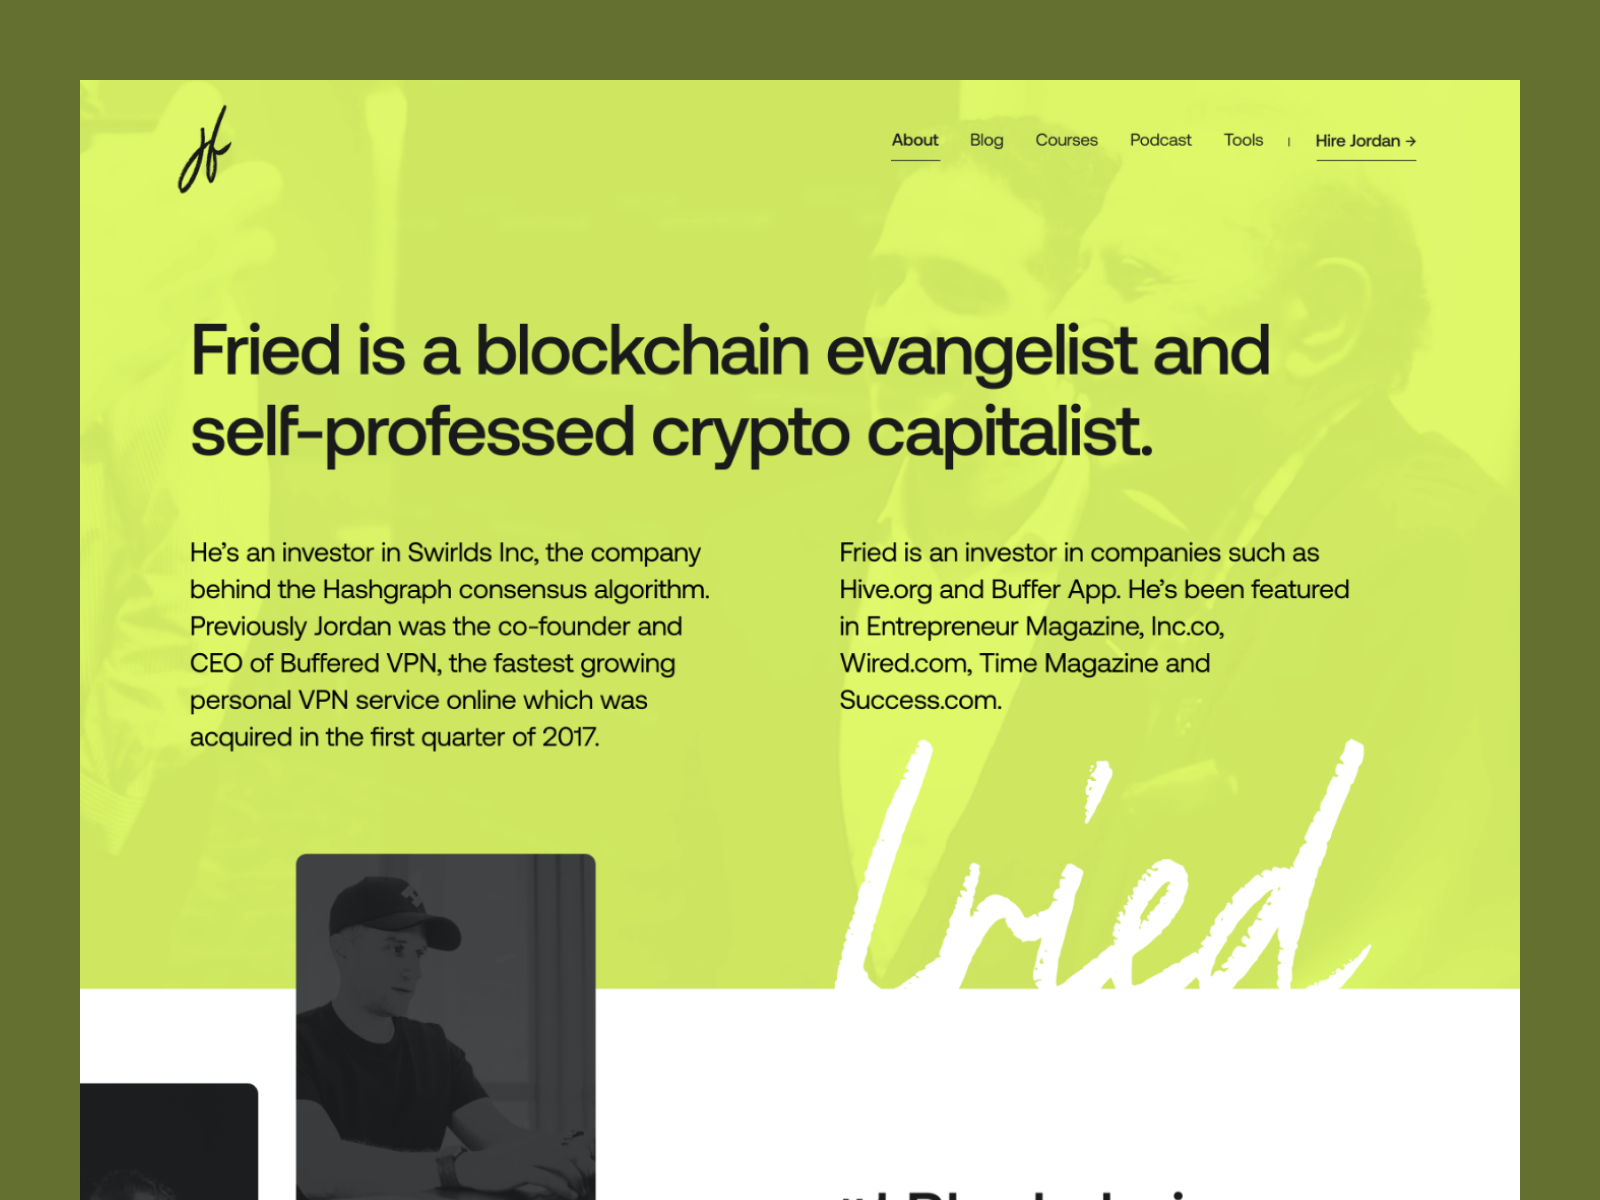 jf
About Blog Courses Podcast Tools | Hire Jordan →
Fried is a blockchain evangelist and
self-professed crypto capitalist.
He’s an investor in Swirlds Inc, the company
behind the Hashgraph consensus algorithm.
Previously Jordan was the co-founder and
CEO of Buffered VPN, the fastest growing
personal VPN service online which was
acquired in the first quarter of 2017.
Fried is an investor in companies such as
Hive.org and Buffer App. He’s been featured
in Entrepreneur Magazine, Inc.co,
Wired.com, Time Magazine and
Success.com.
fried